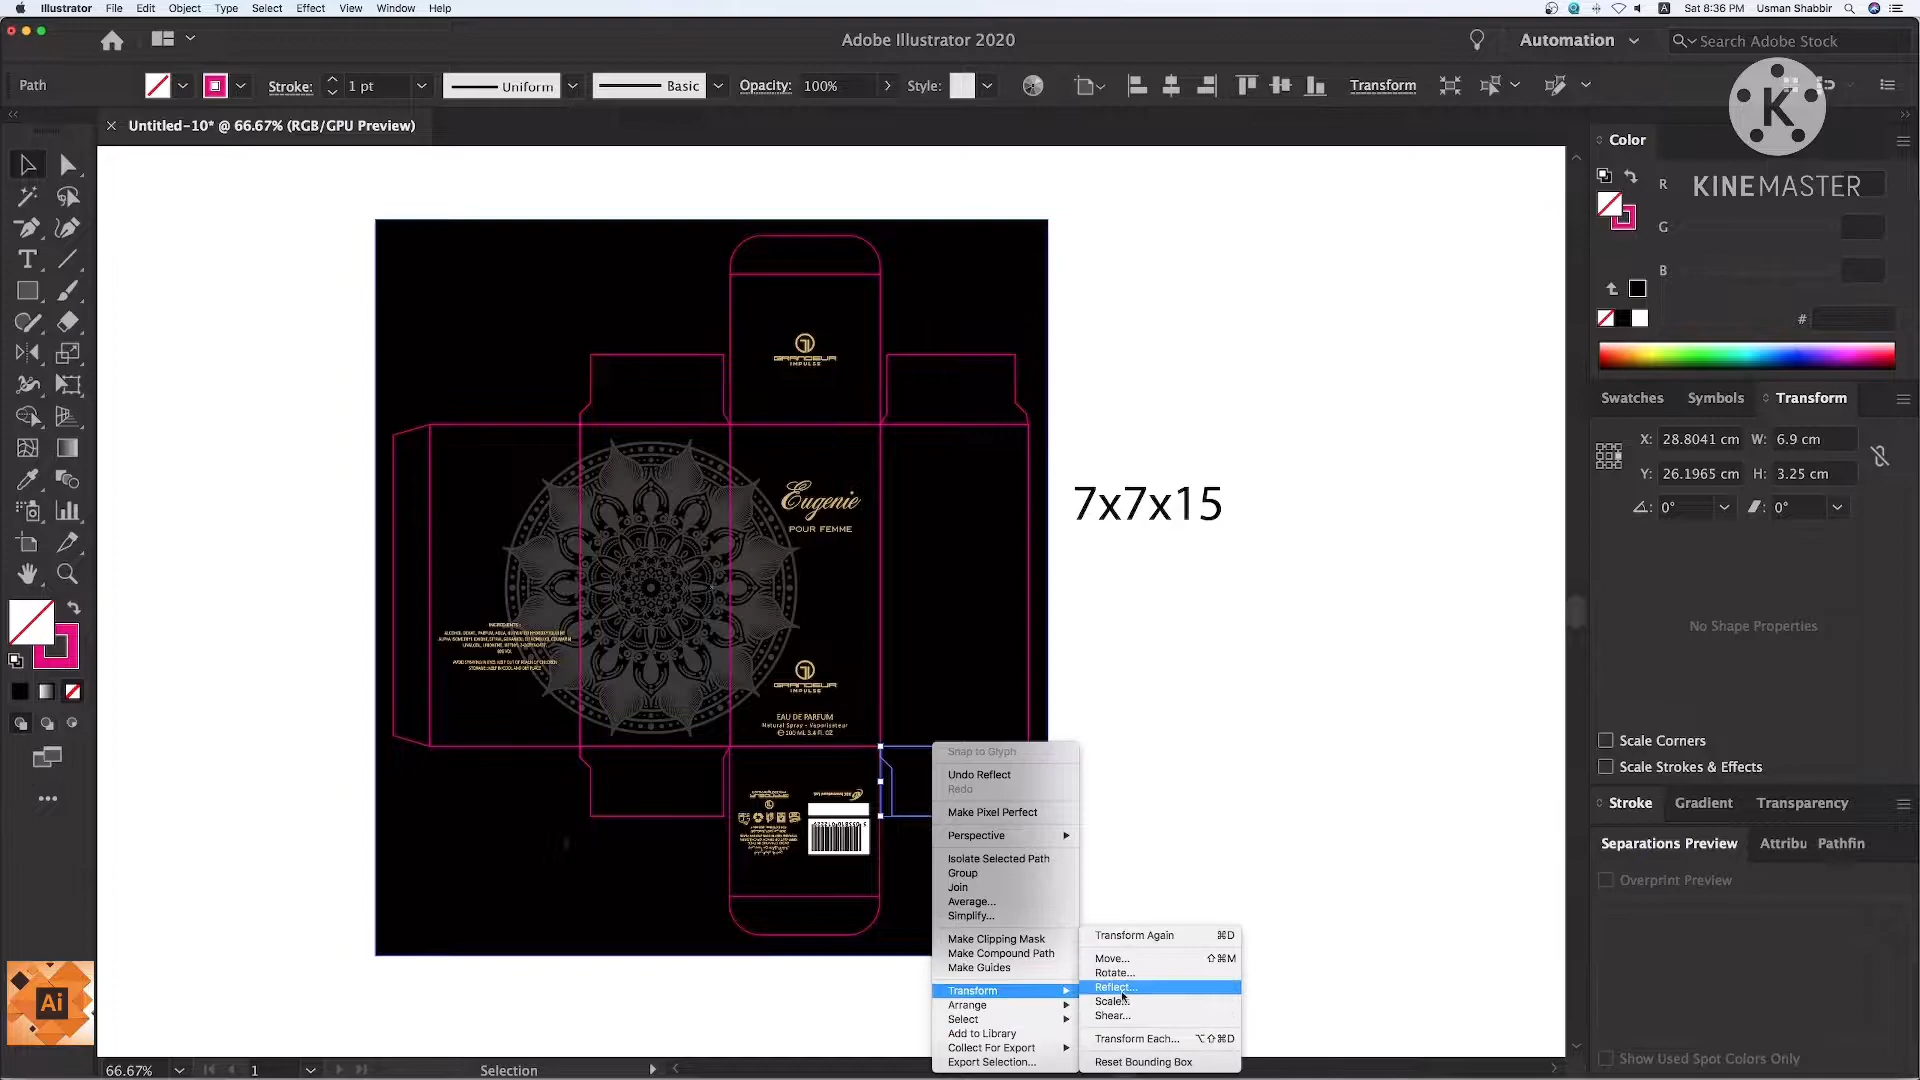 Illustrator File Edit Object Type Select Effect View Window Help
Sat 8:36 PM Usman Shabbir
Adobe Illustrator 2020
Automation
Search Adobe Stock
Path
Stroke: 1 pt
Uniform
Basic
Opacity: 100%
Style:
Transform
× Untitled-10* @ 66.67% (RGB/GPU Preview)
K
KINEMASTER
Color
R
G
B
#
Swatches Symbols Transform
X: 28.8041 cm W: 6.9 cm
Y: 26.1965 cm H: 3.25 cm
0° 0°
No Shape Properties
Scale Corners
Scale Strokes & Effects
Stroke Gradient Transparency
Separations Preview Attribu Pathfin
Overprint Preview
Show Used Spot Colors Only
GRANDEUR
IMPULSE
Eugenie
POUR FEMME
7x7x15
INGREDIENTS :
GRANDEUR
IMPULSE
EAU DE PARFUM
Natural Spray - Vaporisateur
100 ML 3.4 FL OZ
Snap to Glyph
Undo Reflect
Redo
Make Pixel Perfect
Perspective
Isolate Selected Path
Group
Join
Average...
Simplify...
Make Clipping Mask
Make Compound Path
Make Guides
Transform
Arrange
Select
Add to Library
Collect For Export
Export Selection...
Transform Again ⌘D
Move... ⇧⌘M
Rotate...
Reflect...
Scale...
Shear...
Transform Each... ⌥⇧⌘D
Reset Bounding Box
Ai
66.67% 1 Selection